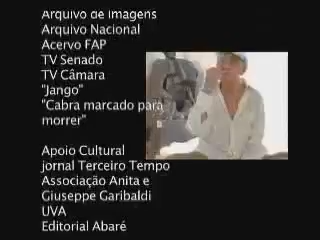 Arquivo de Imagens
Arquivo Nacional
Acervo FAP
TV Senado
TV Câmara
"Jango"
"Cabra marcado para
morrer"
Apoio Cultural
jornal Terceiro Tempo
Associação Anita e
Giuseppe Garibaldi
UVA
Editorial Abaré